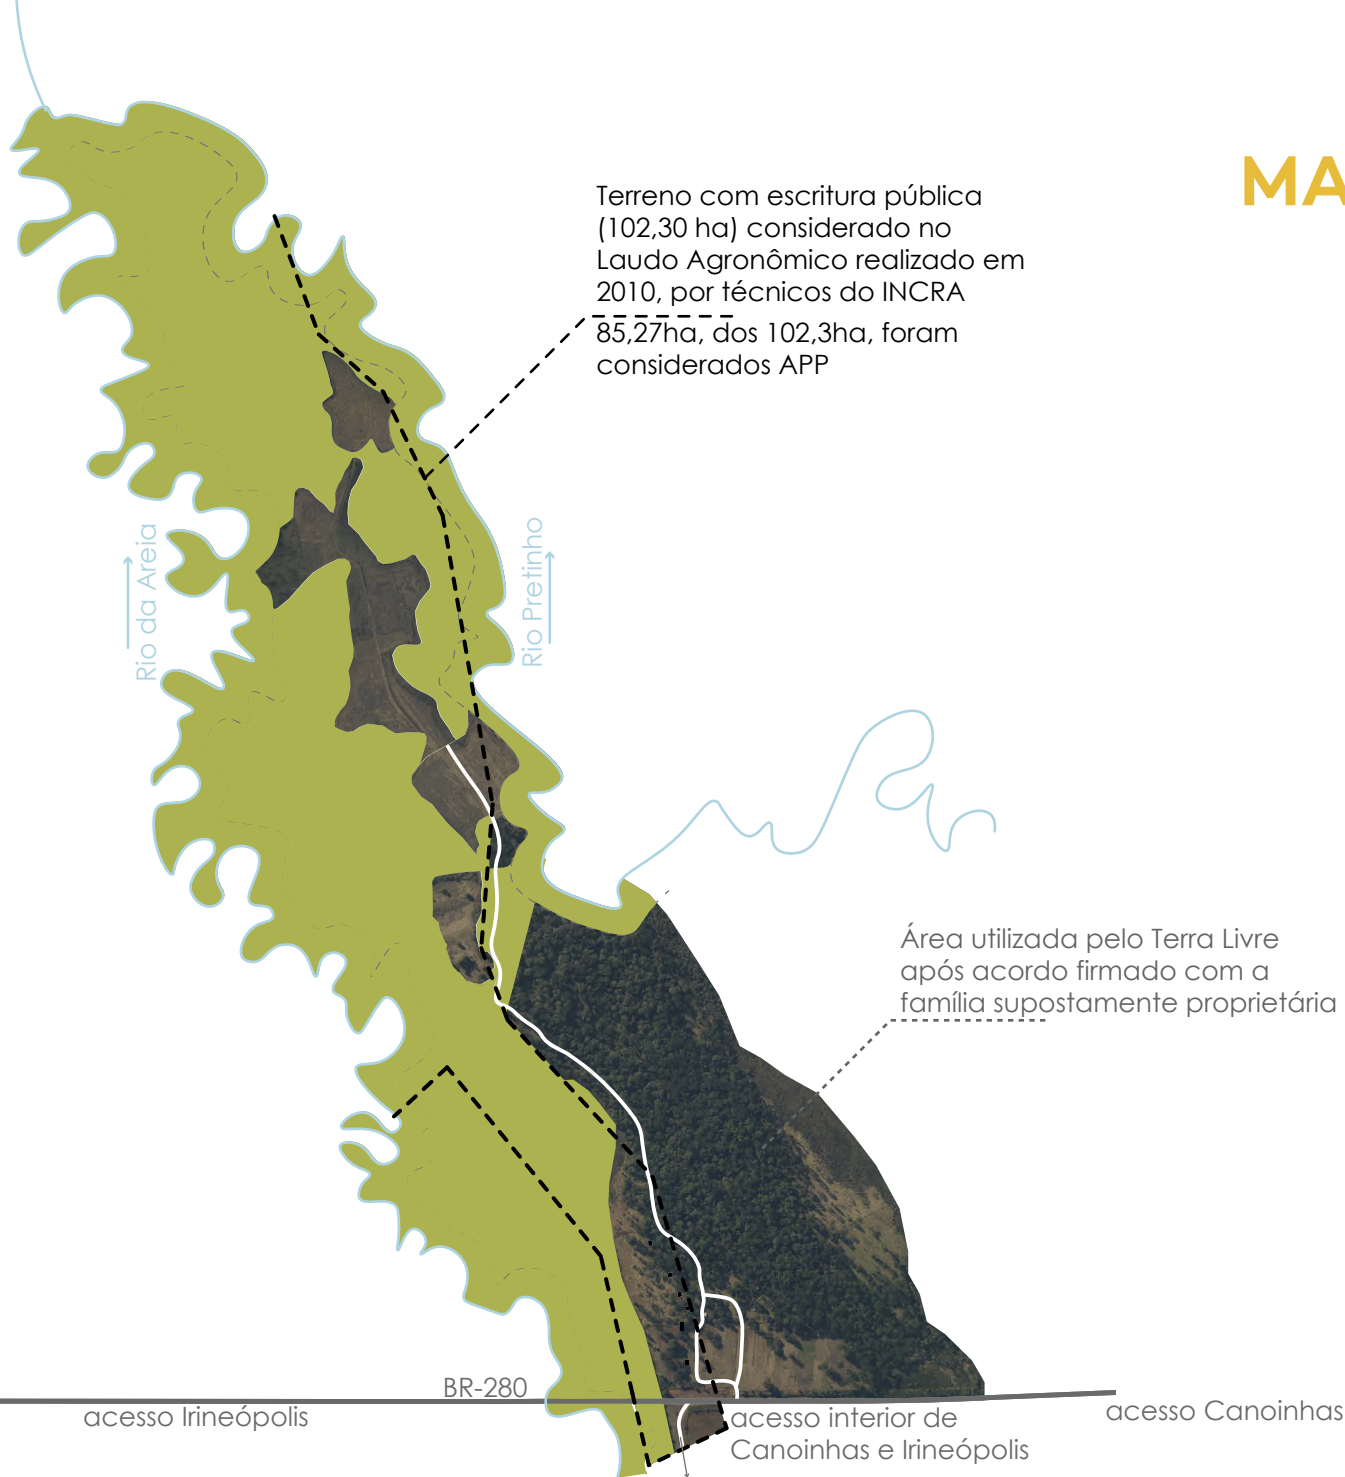 MA
Terreno com escritura pública
(102,30 ha) considerado no
Laudo Agronômico realizado em
2010, por técnicos do INCRA
85,27ha, dos 102,3ha, foram
considerados APP
Rio da Areia
Rio Pretinho
Área utilizada pelo Terra Livre
após acordo firmado com a
família supostamente proprietária
BR-280
acesso Irineópolis
acesso interior de
Canoinhas e Irineópolis
acesso Canoinhas